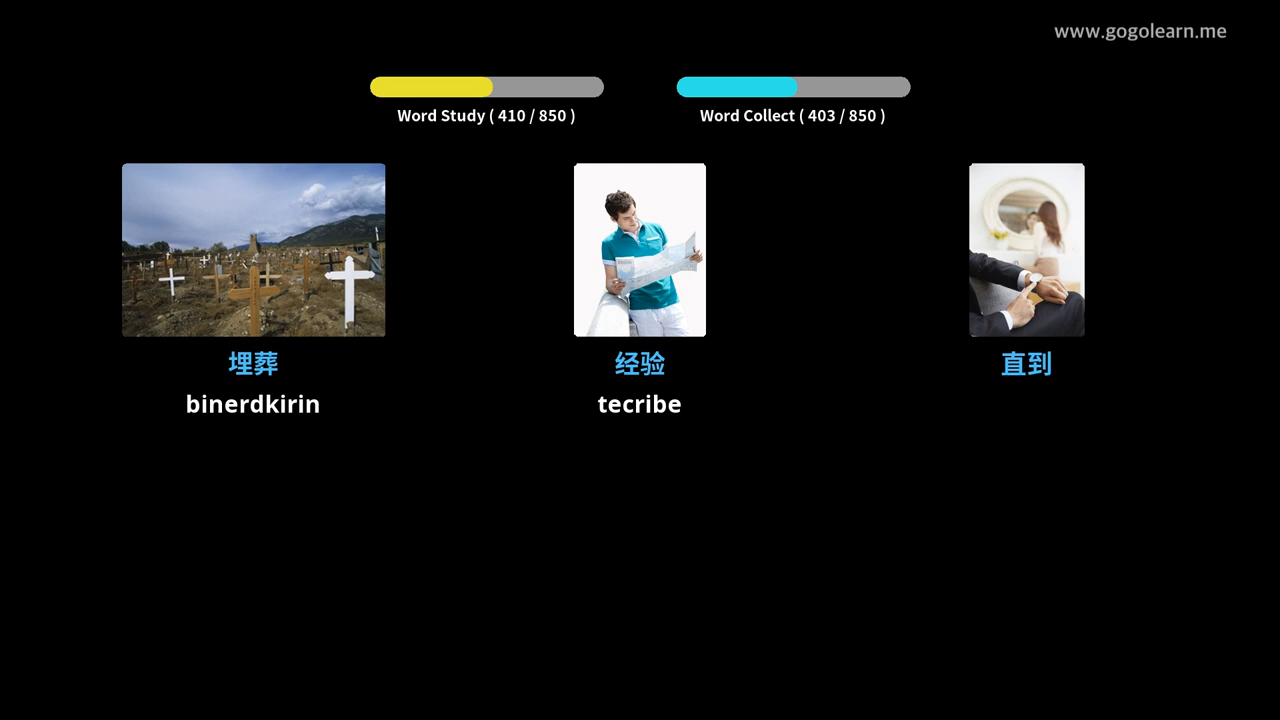 www.gogolearn.me
Word Study ( 410 / 850 )
Word Collect ( 403 / 850 )
埋葬
经验
直到
binerdkirin
tecribe